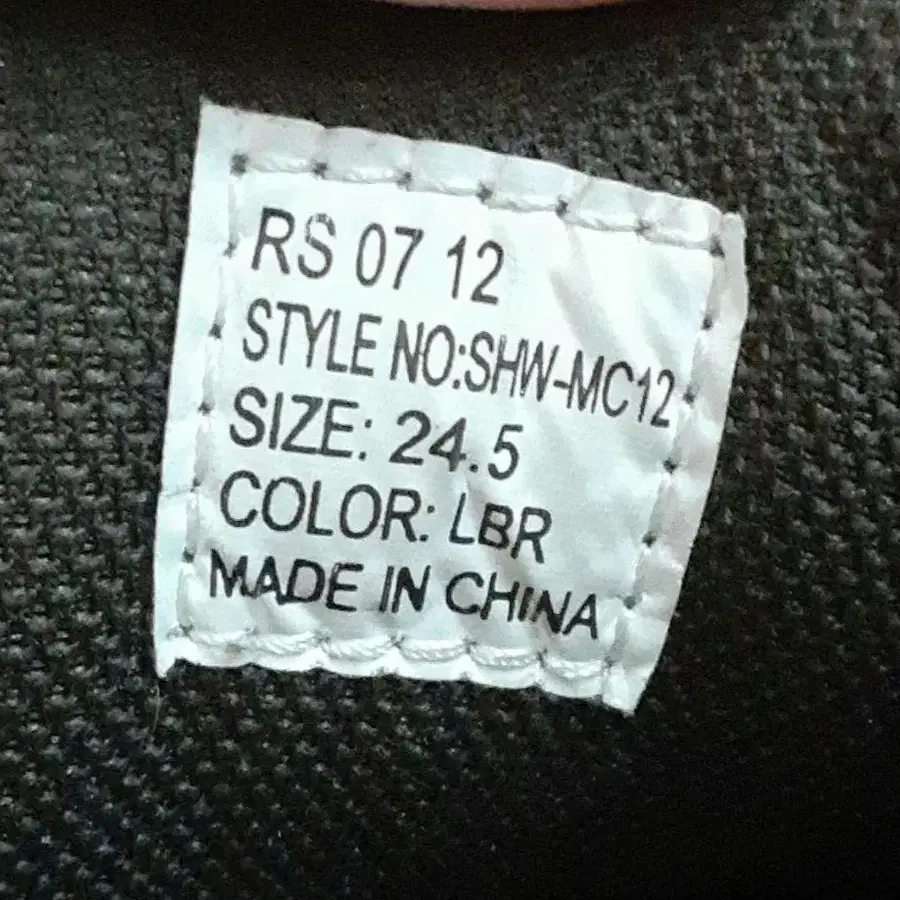 RS 07 12
STYLE NO:SHW-MC12
SIZE: 24.5
COLOR: LBR
MADE IN CHINA